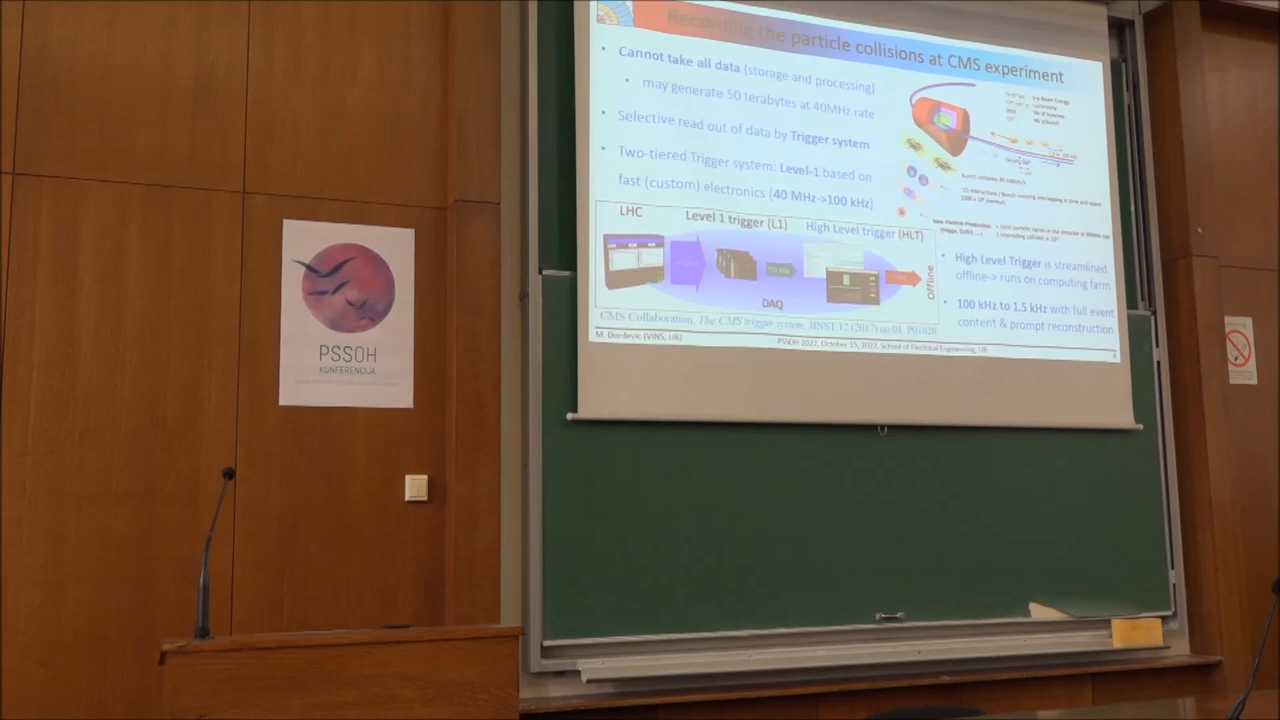 PSSOH
KONFERENCIJA
Recording the particle collisions at CMS experiment
• Cannot take all data (storage and processing)
• may generate 50 terabytes at 40MHz rate
• Selective read out of data by Trigger system
• Two-tiered Trigger system: Level-1 based on
fast (custom) electronics (40 MHz->100 kHz)
LHC
Level 1 trigger (L1)
High Level trigger (HLT)
DAQ
Offline
CMS Collaboration, The CMS trigger system, JINST 12 (2017) no.01, P01020
• High Level Trigger is streamlined
offline-> runs on computing farm
• 100 kHz to 1.5 kHz with full event
content & prompt reconstruction
M. Dordevic (VINS, UB)
PSSOH 2022, October 15, 2022, School of Electrical Engineering, UB